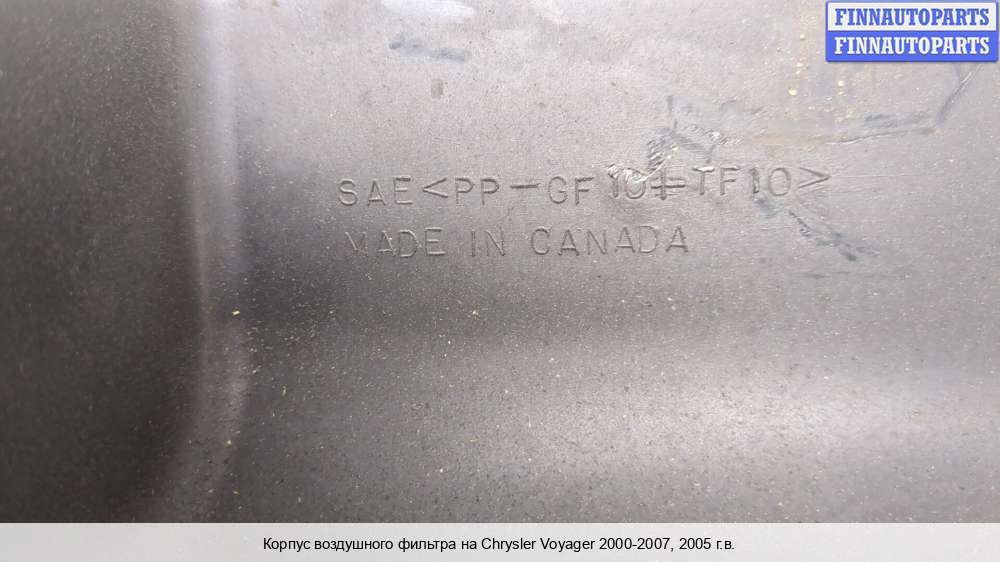 FINNAUTOPARTS
FINNAUTOPARTS
SAE<PP-GF10+TF10>
MADE IN CANADA
Корпус воздушного фильтра на Chrysler Voyager 2000-2007, 2005 г.в.